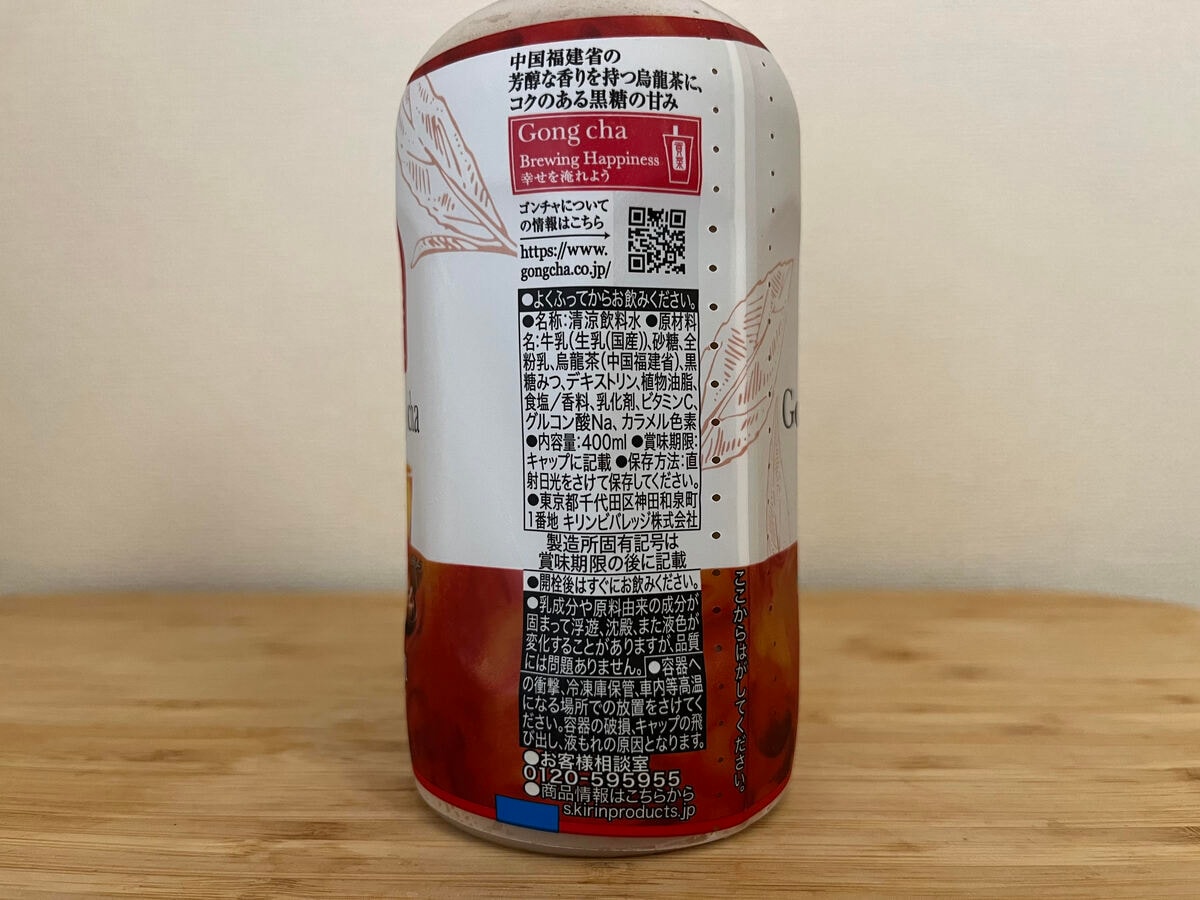 中国福建省の
芳醇な香りを持つ烏龍茶に、
コクのある黒糖の甘み
Gong cha
Brewing Happiness
幸せを淹れよう
貢茶
ゴンチャについて
の情報はこちら
https://www.
gongcha.co.jp/
●よくふってからお飲みください。
●名称:清涼飲料水 ●原材料
名:牛乳(生乳(国産))、砂糖、全
粉乳、烏龍茶(中国福建省)、黒
糖みつ、デキストリン、植物油脂、
食塩/香料、乳化剤、ビタミンC、
グルコン酸Na、カラメル色素
●内容量:400ml ●賞味期限:
キャップに記載 ●保存方法:直
射日光をさけて保存してください。
●東京都千代田区神田和泉町
1番地 キリンビバレッジ株式会社
製造所固有記号は
賞味期限の後に記載
●開栓後はすぐにお飲みください。
●乳成分や原料由来の成分が
固まって浮遊、沈殿、また液色が
変化することがありますが、品質
には問題ありません。●容器へ
の衝撃、冷凍庫保管、車内等高温
になる場所での放置をさけてく
ださい。容器の破損、キャップの飛
び出し、液もれの原因となります。
●お客様相談室
0120-595955
●商品情報はこちらから
s.kirinproducts.jp
ここからはがしてください。
cha
Go